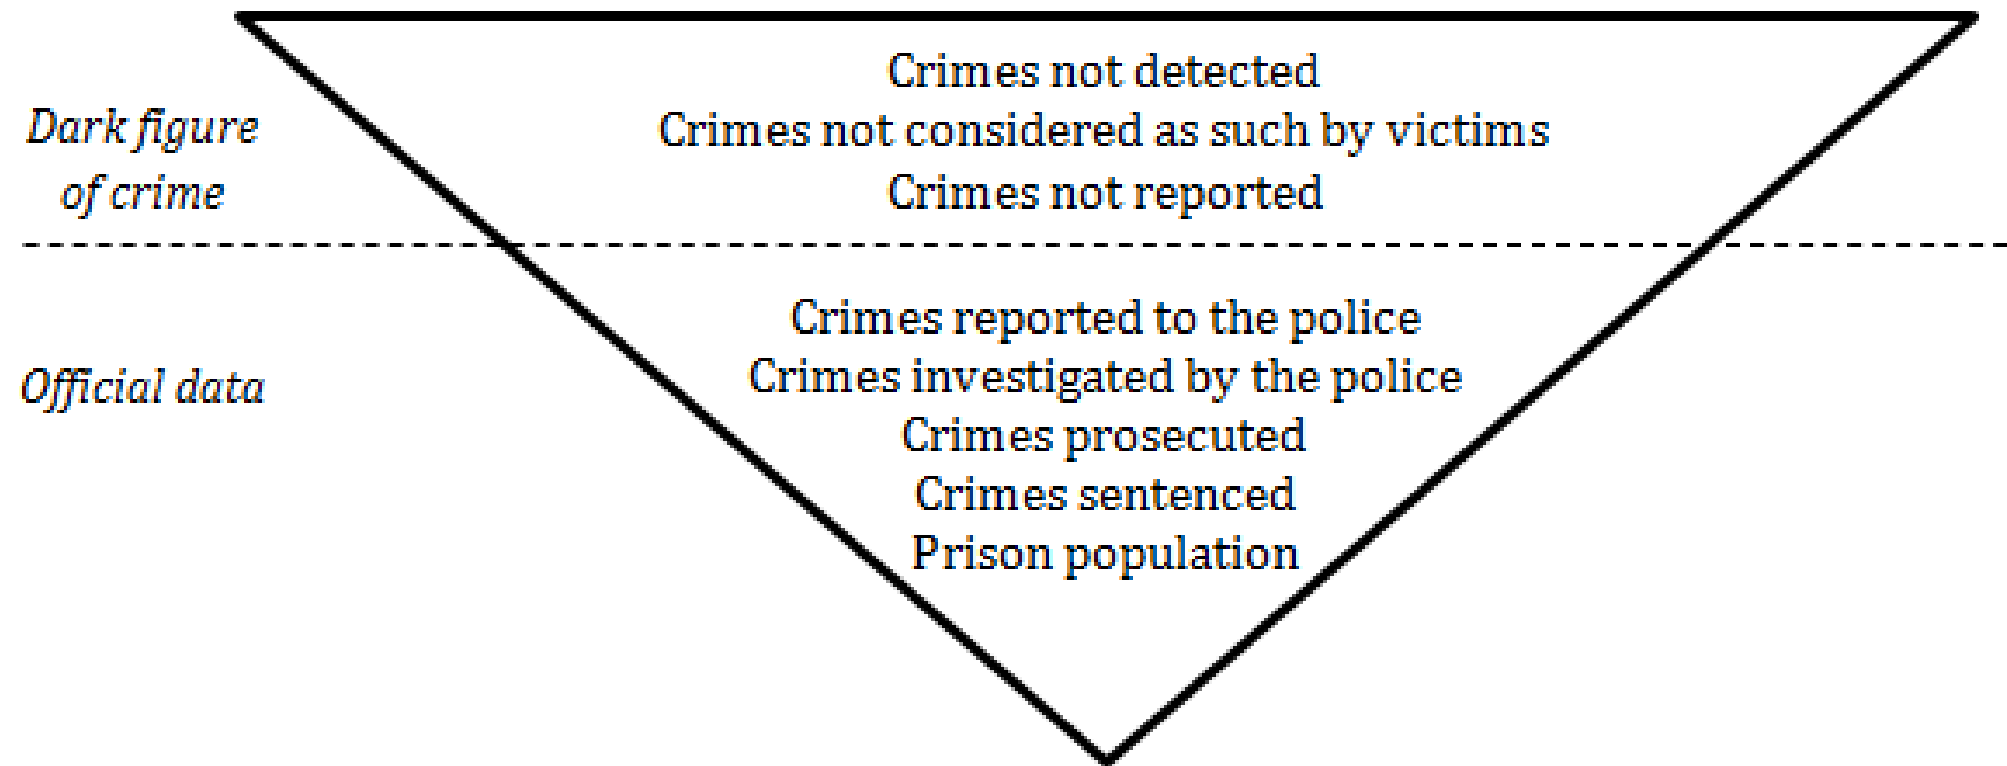 Crimes not detected
Dark figure
of crime
Crimes not considered as such by victims
Crimes not reported
Crimes reported to the police
Official data
Crimes investigated by the police
Crimes prosecuted
Crimes sentenced
Prison population